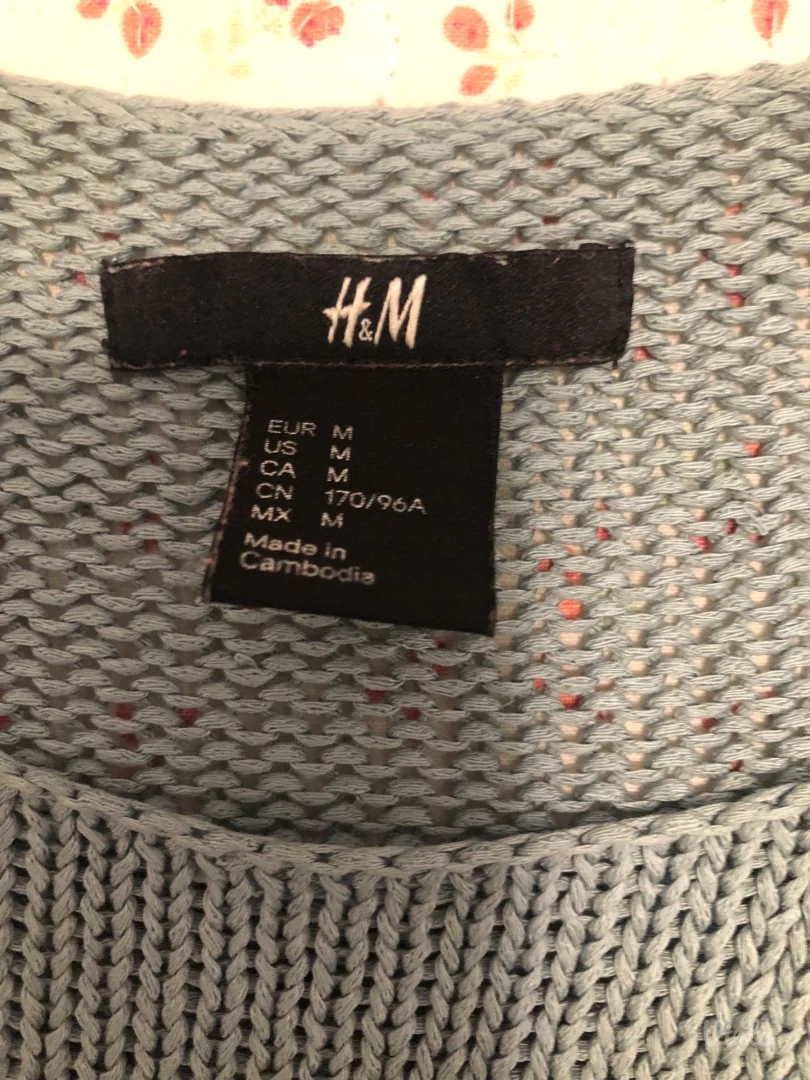 H&M
EUR M
US M
CA M
CN 170/96A
MX M
Made in
Cambodia